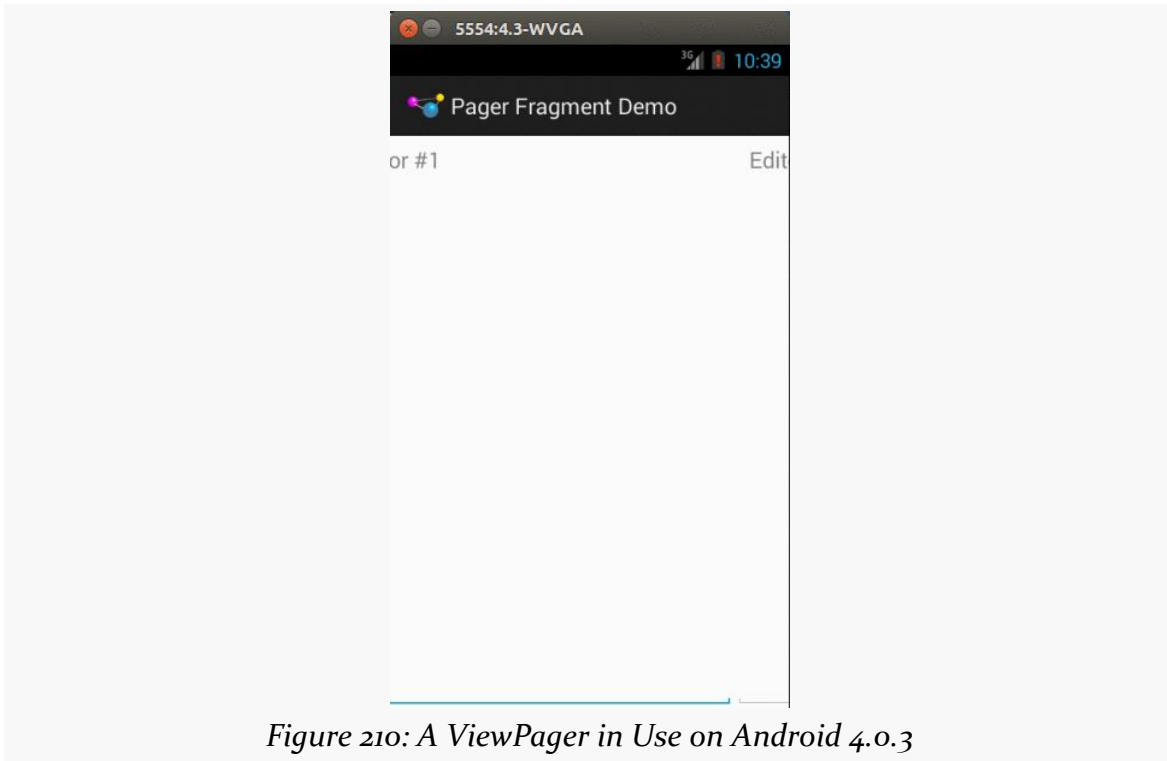 5554:4.3-WVGA
3G 10:39
Pager Fragment Demo
or #1 Edit
Figure 210: A ViewPager in Use on Android 4.0.3